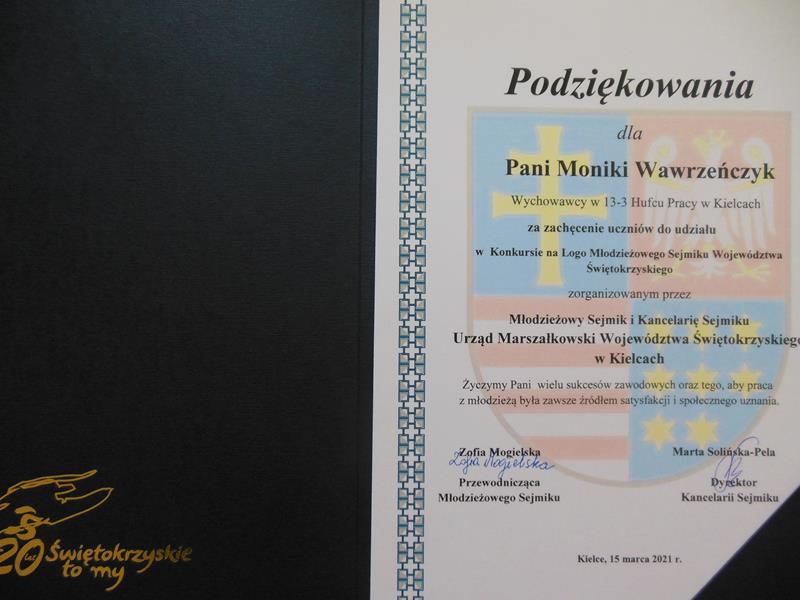 Podziękowania
dla
Pani Moniki Wawrzeńczyk
Wychowawcy w 13-3 Hufcu Pracy w Kielcach
za zachęcenie uczniów do udziału
w Konkursie na Logo Młodzieżowego Sejmiku Województwa
Świętokrzyskiego
zorganizowanym przez
Młodzieżowy Sejmik i Kancelarię Sejmiku
Urząd Marszałkowski Województwa Świętokrzyskiego
w Kielcach
Życzymy Pani wielu sukcesów zawodowych oraz tego, aby praca
z młodzieżą była zawsze źródłem satysfakcji i społecznego uznania.
Zofia Mogielska Marta Solińska-Pela
Zofia Mogielska
Przewodnicząca Dyrektor
Młodzieżowego Sejmiku Kancelarii Sejmiku
Kielce, 15 marca 2021 r.
20 lat Świętokrzyskie
to my